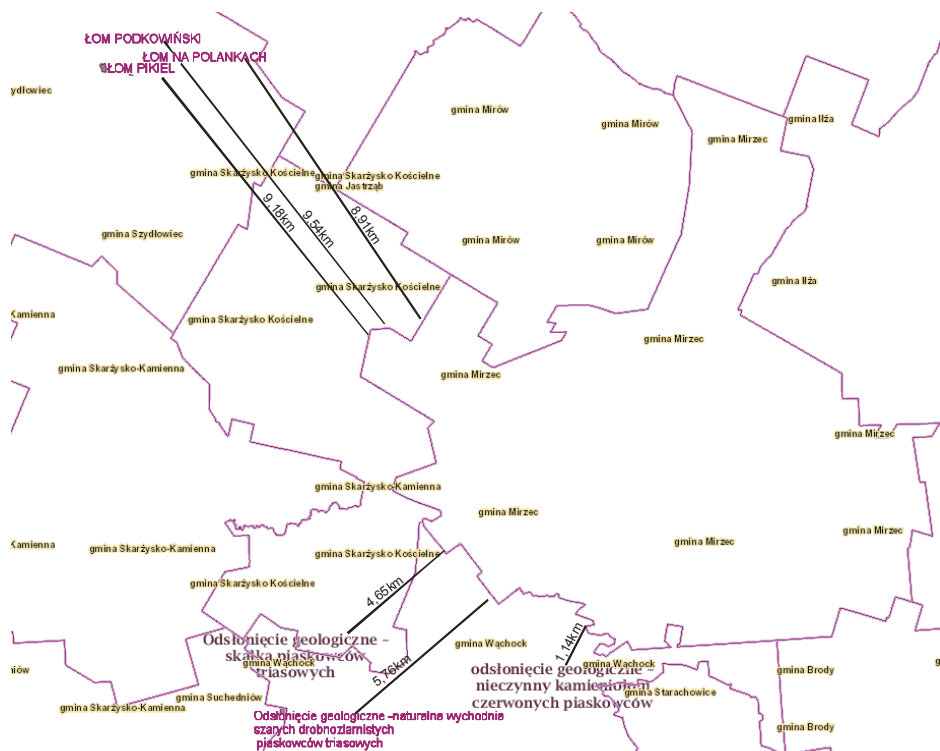 ŁOM PODKOWIŃSKI
ŁOM NA POLANKACH
ŁOM PIKIEL
zydłowiec
gmina Mirów
gmina Mirów
gmina Iłża
gmina Mirzec
gmina Skarżysko Kościelne
gmina Skarżysko Kościelne
gmina Jastrząb
9,18km
9,54km
8,91km
gmina Szydłowiec
gmina Mirów
gmina Mirów
gmina Iłża
gmina Skarżysko Kościelne
Kamienna
gmina Skarżysko Kościelne
gmina Mirzec
gmina Skarżysko-Kamienna
gmina Mirzec
gmina Mirzec
gmina Skarżysko-Kamienna
gmina Mirzec
gmina Mirzec
Kamienna
gmina Skarżysko-Kamienna
gmina Skarżysko Kościelne
gmina Mirzec
gmina Skarżysko Kościelne
4,65km
5,76km
1,14km
Odsłonięcie geologiczne –
skałka piaskowców
triasowych
gmina Wąchock
gmina Wąchock
odsłonięcie geologiczne –
nieczynny kamieniołom
czerwonych piaskowców
gmina Wąchock
niów
gmina Suchedniów
gmina Skarżysko-Kamienna
gmina Starachowice
gmina Brody
g
gmina Brody
Odsłonięcie geologiczne –naturalna wychodnia
szarych drobnoziarnistych
piaskowców triasowych